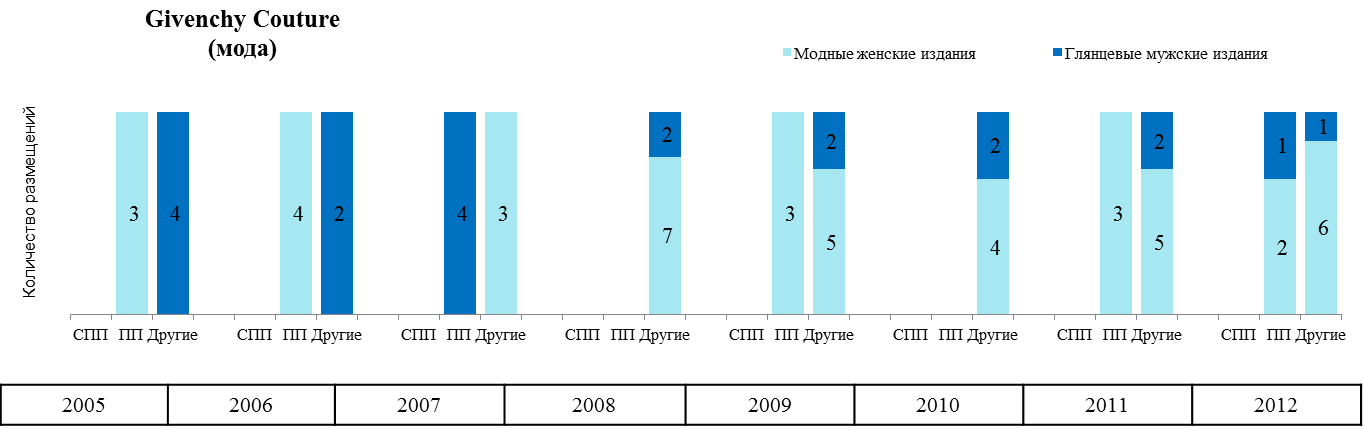 Givenchy Couture
(мода)
Модные женские издания
Глянцевые мужские издания
Количество размещений
3 4 4 2 4 3 7 2 3 5 2 4 2 3 5 2 2 1 6 1
СПП ПП Другие СПП ПП Другие СПП ПП Другие СПП ПП Другие СПП ПП Другие СПП ПП Другие СПП ПП Другие СПП ПП Другие
2005 2006 2007 2008 2009 2010 2011 2012